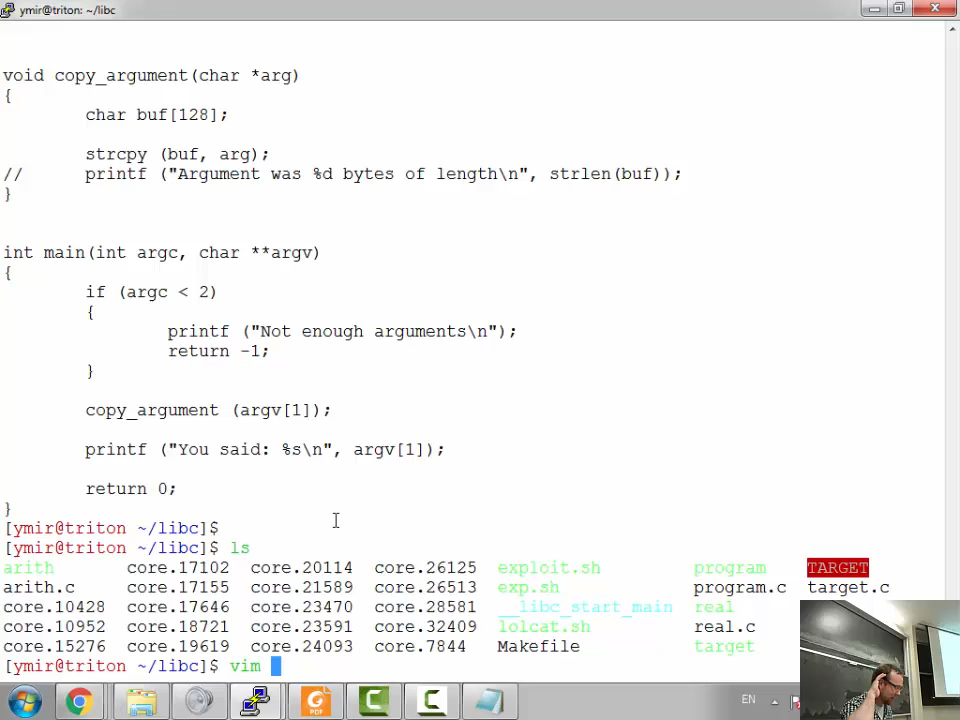 ymir@triton: ~/libc
void copy_argument(char *arg)
{
char buf[128];
strcpy (buf, arg);
// printf ("Argument was %d bytes of length\n", strlen(buf));
}
int main(int argc, char **argv)
{
if (argc < 2)
{
printf ("Not enough arguments\n");
return -1;
}
copy_argument (argv[1]);
printf ("You said: %s\n", argv[1]);
return 0;
}
[ymir@triton ~/libc]$
[ymir@triton ~/libc]$ ls
arith core.17102 core.20114 core.26125 exploit.sh program TARGET
arith.c core.17155 core.21589 core.26513 exp.sh program.c target.c
core.10428 core.17646 core.23470 core.28581 __libc_start_main real
core.10952 core.18721 core.23591 core.32409 lolcat.sh real.c
core.15276 core.19619 core.24093 core.7844 Makefile target
[ymir@triton ~/libc]$ vim
PDF
EN